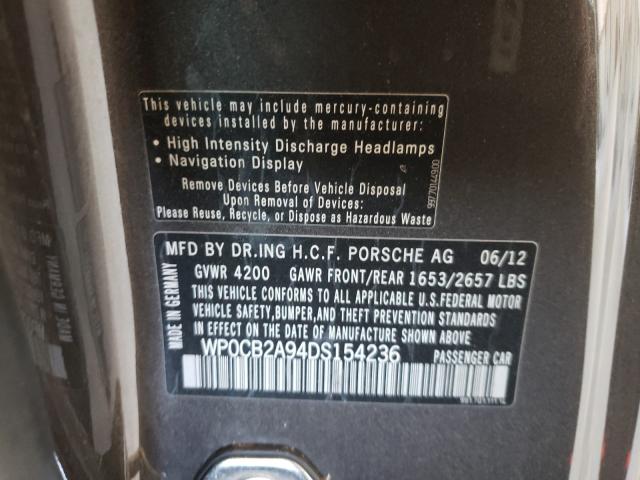 This vehicle may include mercury-containing
devices installed by the manufacturer:
• High Intensity Discharge Headlamps
• Navigation Display
Remove Devices Before Vehicle Disposal
Upon Removal of Devices:
Please Reuse, Recycle, or Dispose as Hazardous Waste
997.701.449.00
MFD BY DR.ING H.C.F. PORSCHE AG 06/12
GVWR 4200 GAWR FRONT/REAR 1653/2657 LBS
THIS VEHICLE CONFORMS TO ALL APPLICABLE U.S.FEDERAL MOTOR
VEHICLE SAFETY,BUMPER,AND THEFT PREVENTION STANDARDS
IN EFFECT ON THE DATE OF MANUFACTURE SHOWN ABOVE
WP0CB2A94DS154236 PASSENGER CAR
MADE IN GERMANY